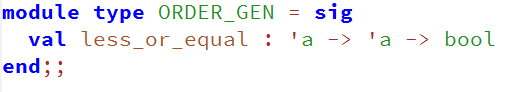 module type ORDER_GEN = sig
  val less_or_equal : 'a -> 'a -> bool
end;;